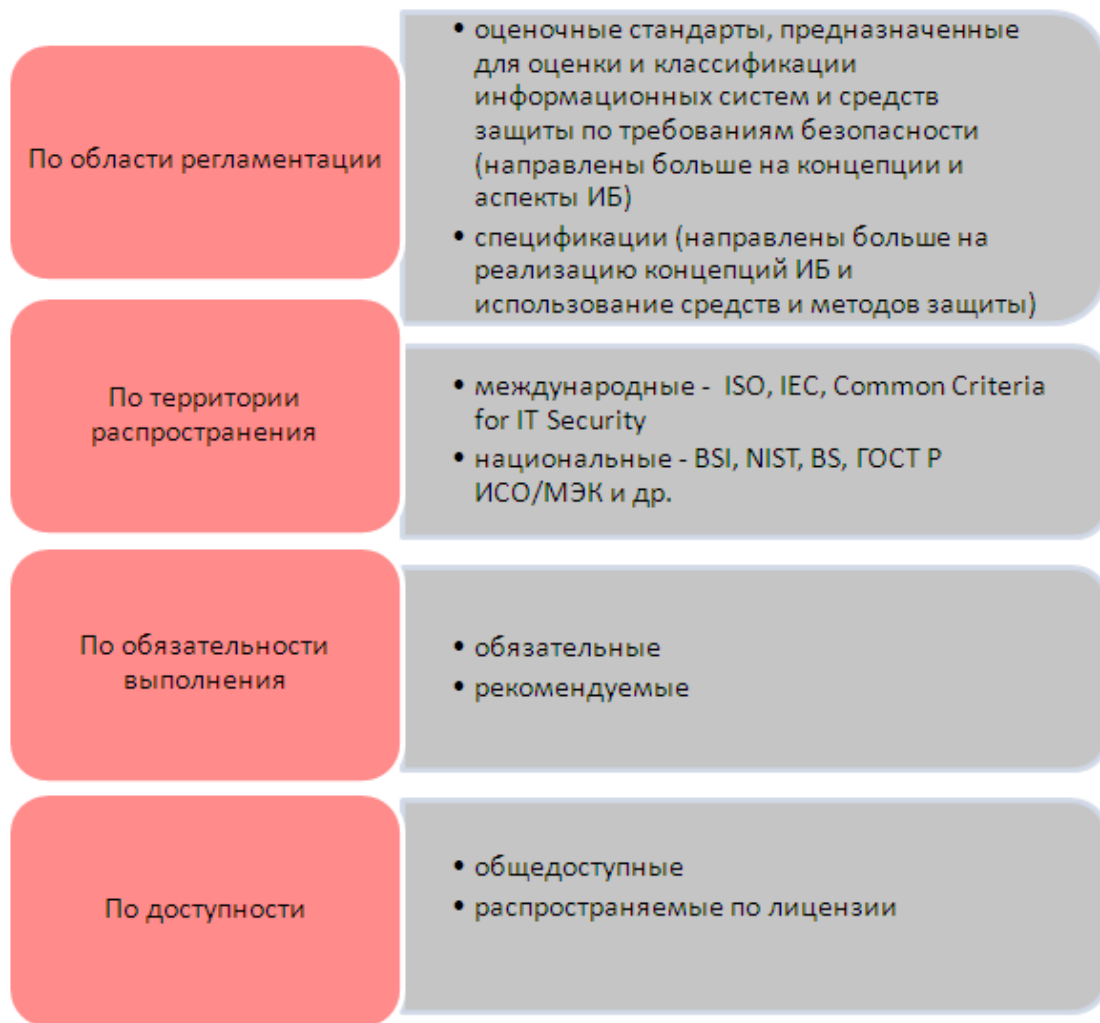 По области регламентации
• оценочные стандарты, предназначенные
для оценки и классификации
информационных систем и средств
защиты по требованиям безопасности
(направлены больше на концепции и
аспекты ИБ)
• спецификации (направлены больше на
реализацию концепций ИБ и
использование средств и методов защиты)
По территории
распространения
• международные - ISO, IEC, Common Criteria
for IT Security
• национальные - BSI, NIST, BS, ГОСТ Р
ИСО/МЭК и др.
По обязательности
выполнения
• обязательные
• рекомендуемые
По доступности
• общедоступные
• распространяемые по лицензии